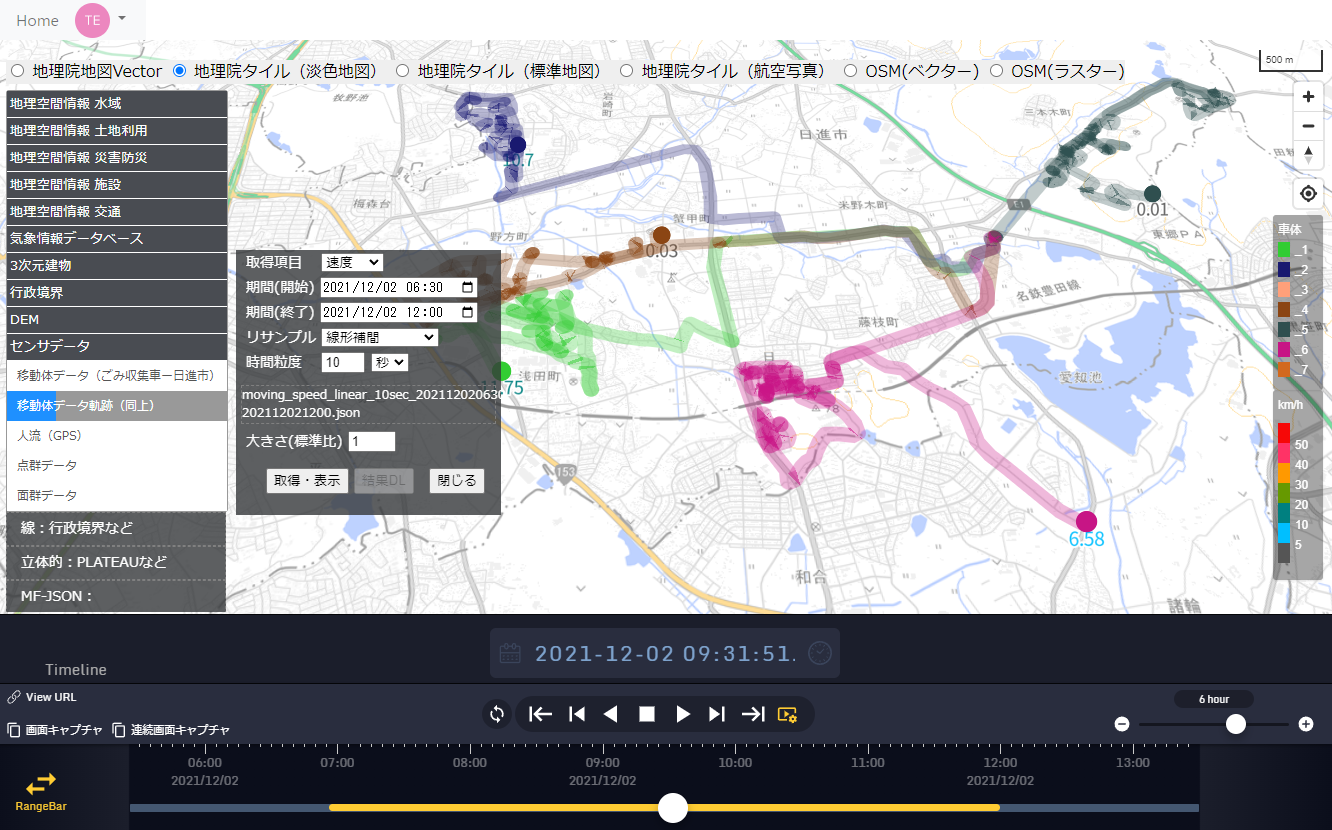 Home
TE
地理院地図Vector
地理院タイル（淡色地図）
地理院タイル（標準地図）
地理院タイル（航空写真）
OSM(ベクター)
OSM(ラスター)
500 m
地理空間情報 水域
地理空間情報 土地利用
地理空間情報 災害防災
地理空間情報 施設
地理空間情報 交通
気象情報データベース
3次元建物
行政境界
DEM
センサデータ
移動体データ（ごみ収集車ー日進市）
移動体データ軌跡（同上）
人流（GPS）
点群データ
面群データ
線：行政境界など
立体的：PLATEAUなど
MF-JSON：
取得項目 速度
期間(開始) 2021/12/02 06:30
期間(終了) 2021/12/02 12:00
リサンプル 線形補間
時間粒度 10 秒
moving_speed_linear_10sec_20211202063
202112021200.json
大きさ(標準比) 1
取得・表示
結果DL
閉じる
牧野池
岩崎町
日進市
三本木町
梅森台
蟹甲町
米野木町
E1
東郷ＰＡ
野方町
名鉄豊田線
藤枝町
浅田町
愛知池
153
和合
諸輪
10.7
0.03
0.01
.75
6.58
車体
_1
_2
_3
_4
_5
_6
_7
km/h
50
40
30
20
10
5
Timeline
2021-12-02 09:31:51.
View URL
画面キャプチャ
連続画面キャプチャ
6 hour
RangeBar
06:00
2021/12/02
07:00
08:00
09:00
2021/12/02
10:00
11:00
12:00
2021/12/02
13:00